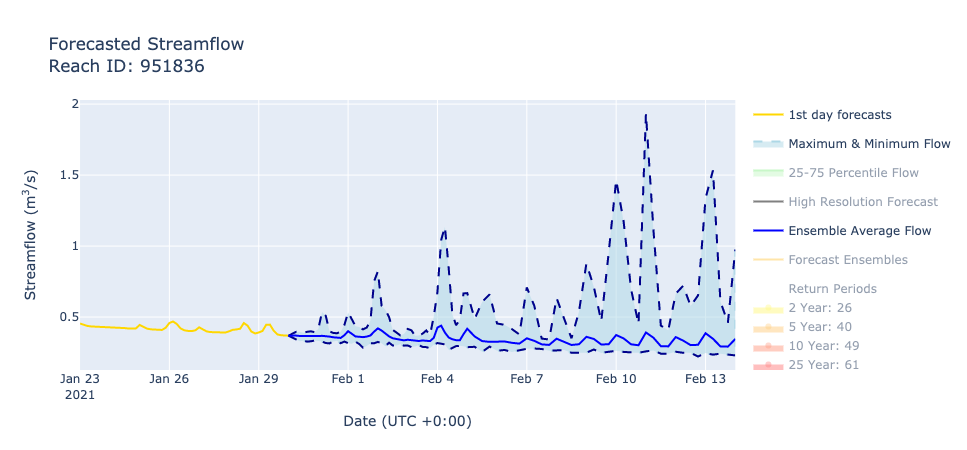 Forecasted Streamflow
Reach ID: 951836
2
1.5
1
0.5
Streamflow (m³/s)
Jan 23
2021
Jan 26
Jan 29
Feb 1
Feb 4
Feb 7
Feb 10
Feb 13
Date (UTC +0:00)
1st day forecasts
Maximum & Minimum Flow
25-75 Percentile Flow
High Resolution Forecast
Ensemble Average Flow
Forecast Ensembles
Return Periods
2 Year: 26
5 Year: 40
10 Year: 49
25 Year: 61